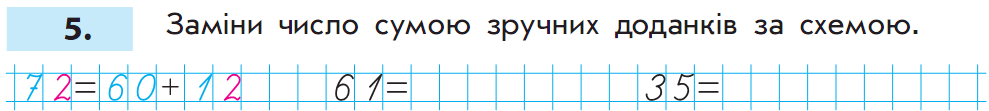 5. Заміни число сумою зручних доданків за схемою.
72=60+12 61= 35=